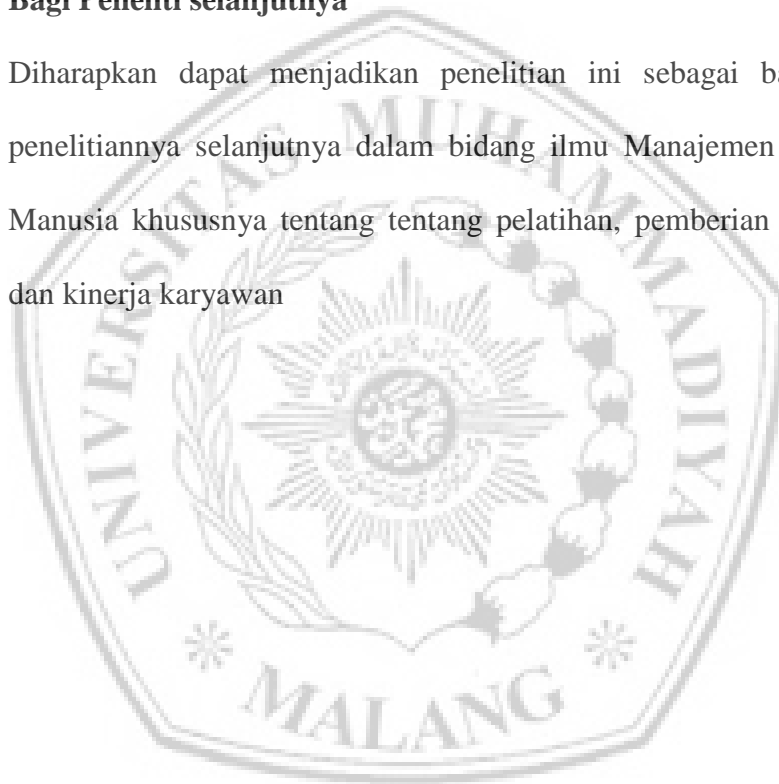 Bagi Peneliti selanjutnya
Diharapkan dapat menjadikan penelitian ini sebagai
penelitiannya selanjutnya dalam bidang ilmu Manajemen
Manusia khususnya tentang tentang pelatihan, pemberian
dan kinerja karyawan
UNIVERSITAS MUHAMMADIYAH
MALANG